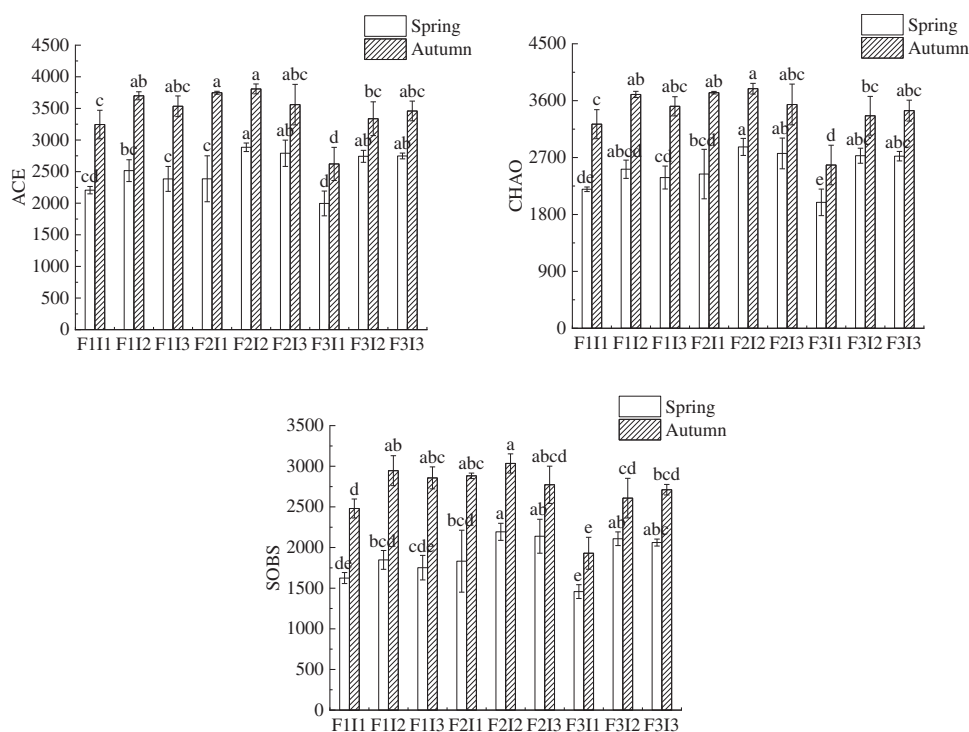 Spring
Autumn
4500
4000
3500
3000
2500
2000
1500
1000
500
0
ACE
cd c
bc ab
c abc
c a
a a
ab abc
d d
ab bc
ab abc
F1I1 F1I2 F1I3 F2I1 F2I2 F2I3 F3I1 F3I2 F3I3
Spring
Autumn
4500
3600
2700
1800
900
0
CHAO
de c
abcd ab
cd abc
bcd ab
a a
ab abc
e d
abc bc
abc abc
F1I1 F1I2 F1I3 F2I1 F2I2 F2I3 F3I1 F3I2 F3I3
Spring
Autumn
3500
3000
2500
2000
1500
1000
500
0
SOBS
de d
bcd ab
cde abc
bcd abc
a a
ab abcd
e e
ab cd
abc bcd
F1I1 F1I2 F1I3 F2I1 F2I2 F2I3 F3I1 F3I2 F3I3